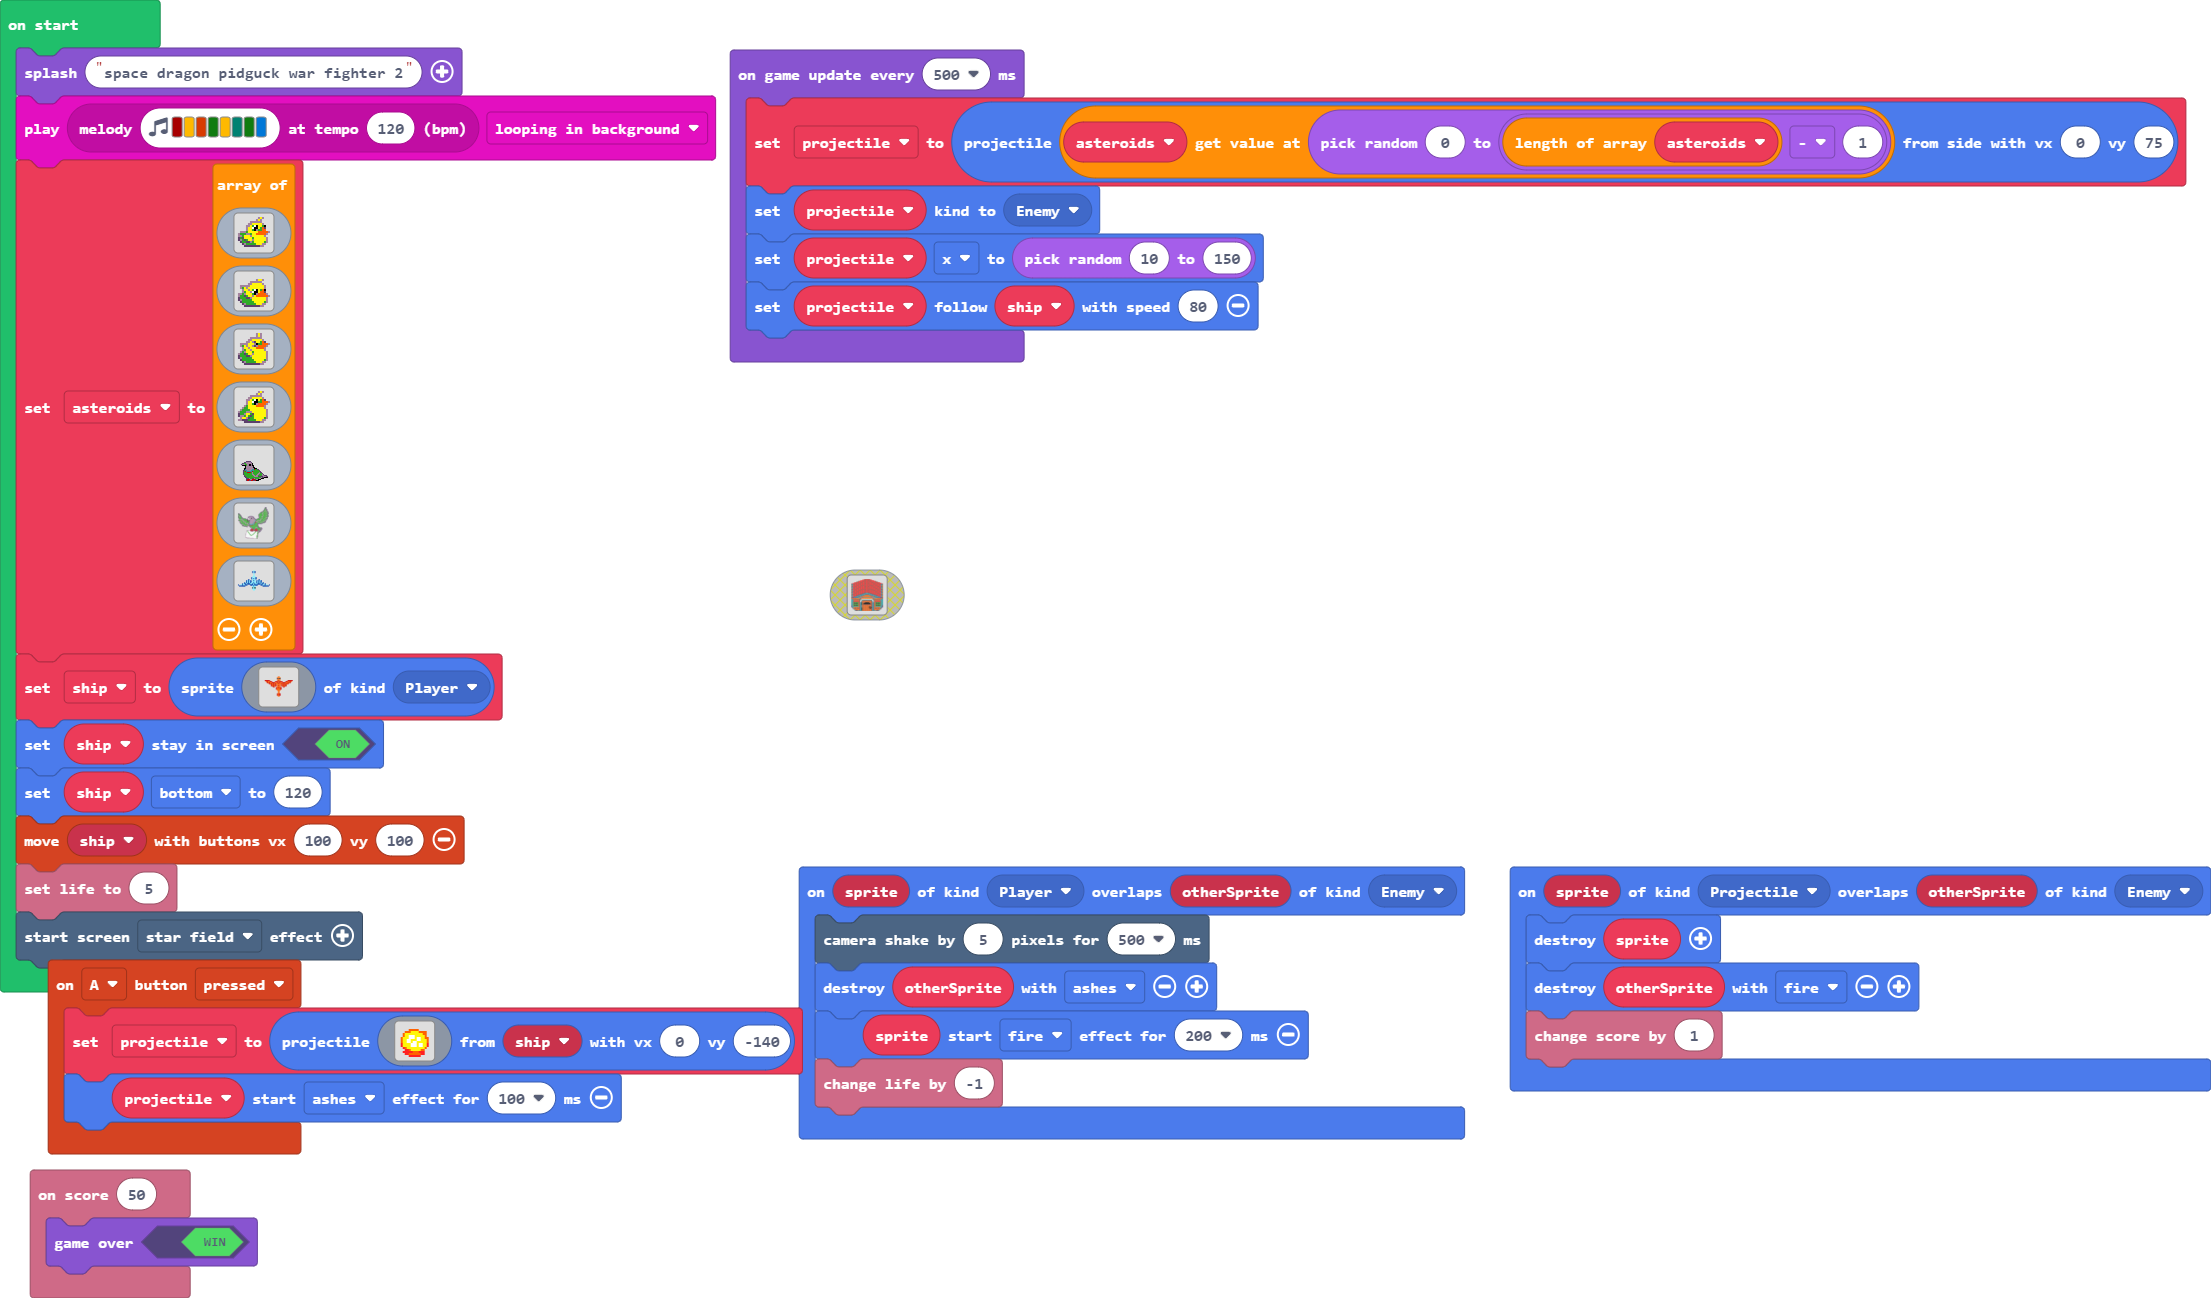 on start
splash "space dragon pidguck war fighter 2"
play melody at tempo 120 (bpm) looping in background
set asteroids to array of
set ship to sprite of kind Player
set ship stay in screen ON
set ship bottom to 120
move ship with buttons vx 100 vy 100
set life to 5
start screen star field effect
on A button pressed
set projectile to projectile from ship with vx 0 vy -140
projectile start ashes effect for 100 ms
on score 50
game over WIN
on game update every 500 ms
set projectile to projectile asteroids get value at pick random 0 to length of array asteroids - 1 from side with vx 0 vy 75
set projectile kind to Enemy
set projectile x to pick random 10 to 150
set projectile follow ship with speed 80
on sprite of kind Player overlaps otherSprite of kind Enemy
camera shake by 5 pixels for 500 ms
destroy otherSprite with ashes
sprite start fire effect for 200 ms
change life by -1
on sprite of kind Projectile overlaps otherSprite of kind Enemy
destroy sprite
destroy otherSprite with fire
change score by 1